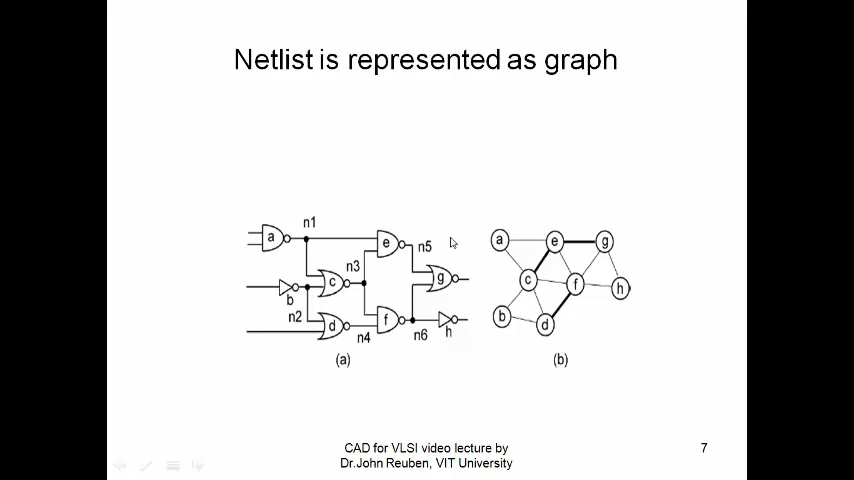 Netlist is represented as graph
n1
a
e
n5
n3
c
g
b
n2
d
f
n4
n6
h
(a)
a
e
g
c
f
h
b
d
(b)
CAD for VLSI video lecture by
Dr.John Reuben, VIT University
7